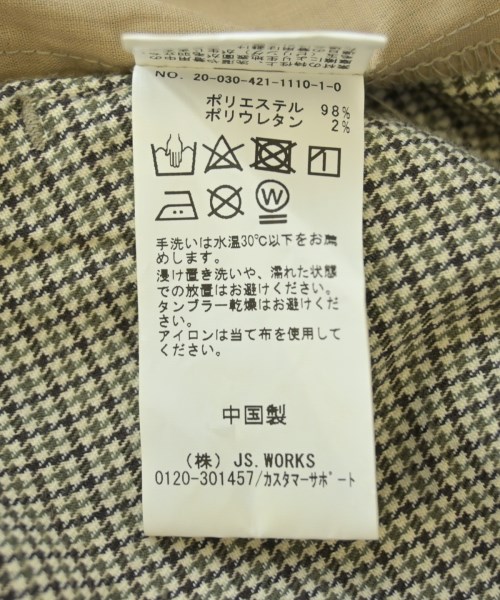 NO. 20-030-421-1110-1-0
ポリエステル 98%
ポリウレタン 2%
W
手洗いは水温30℃以下をお薦
めします。
浸け置き洗いや、濡れた状態
での放置はお避けください。
タンブラー乾燥はお避けくださ
い。
アイロンは当て布を使用して
ください。
中国製
(株) JS.WORKS
0120-301457/カスタマーサポート